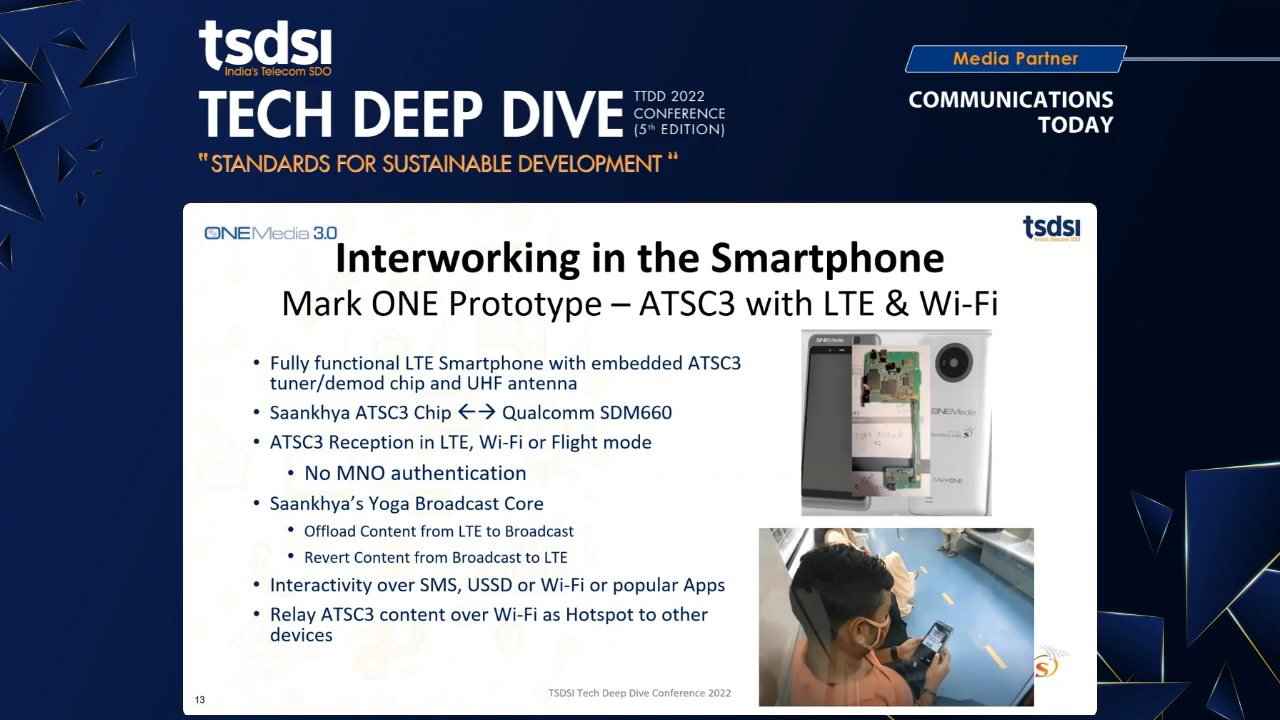 tsdsi
India's Telecom SDO
TECH DEEP DIVE
TTDD 2022
CONFERENCE
(5th EDITION)
"STANDARDS FOR SUSTAINABLE DEVELOPMENT"
Media Partner
COMMUNICATIONS
TODAY
ONEMedia 3.0
tsdsi
India's Telecom SDO
Interworking in the Smartphone
Mark ONE Prototype – ATSC3 with LTE & Wi-Fi
• Fully functional LTE Smartphone with embedded ATSC3
tuner/demod chip and UHF antenna
• Saankhya ATSC3 Chip ←→ Qualcomm SDM660
• ATSC3 Reception in LTE, Wi-Fi or Flight mode
• No MNO authentication
• Saankhya's Yoga Broadcast Core
• Offload Content from LTE to Broadcast
• Revert Content from Broadcast to LTE
• Interactivity over SMS, USSD or Wi-Fi or popular Apps
• Relay ATSC3 content over Wi-Fi as Hotspot to other
devices
ONEMedia
ONEMedia
MarkONE
S
13
TSDSI Tech Deep Dive Conference 2022